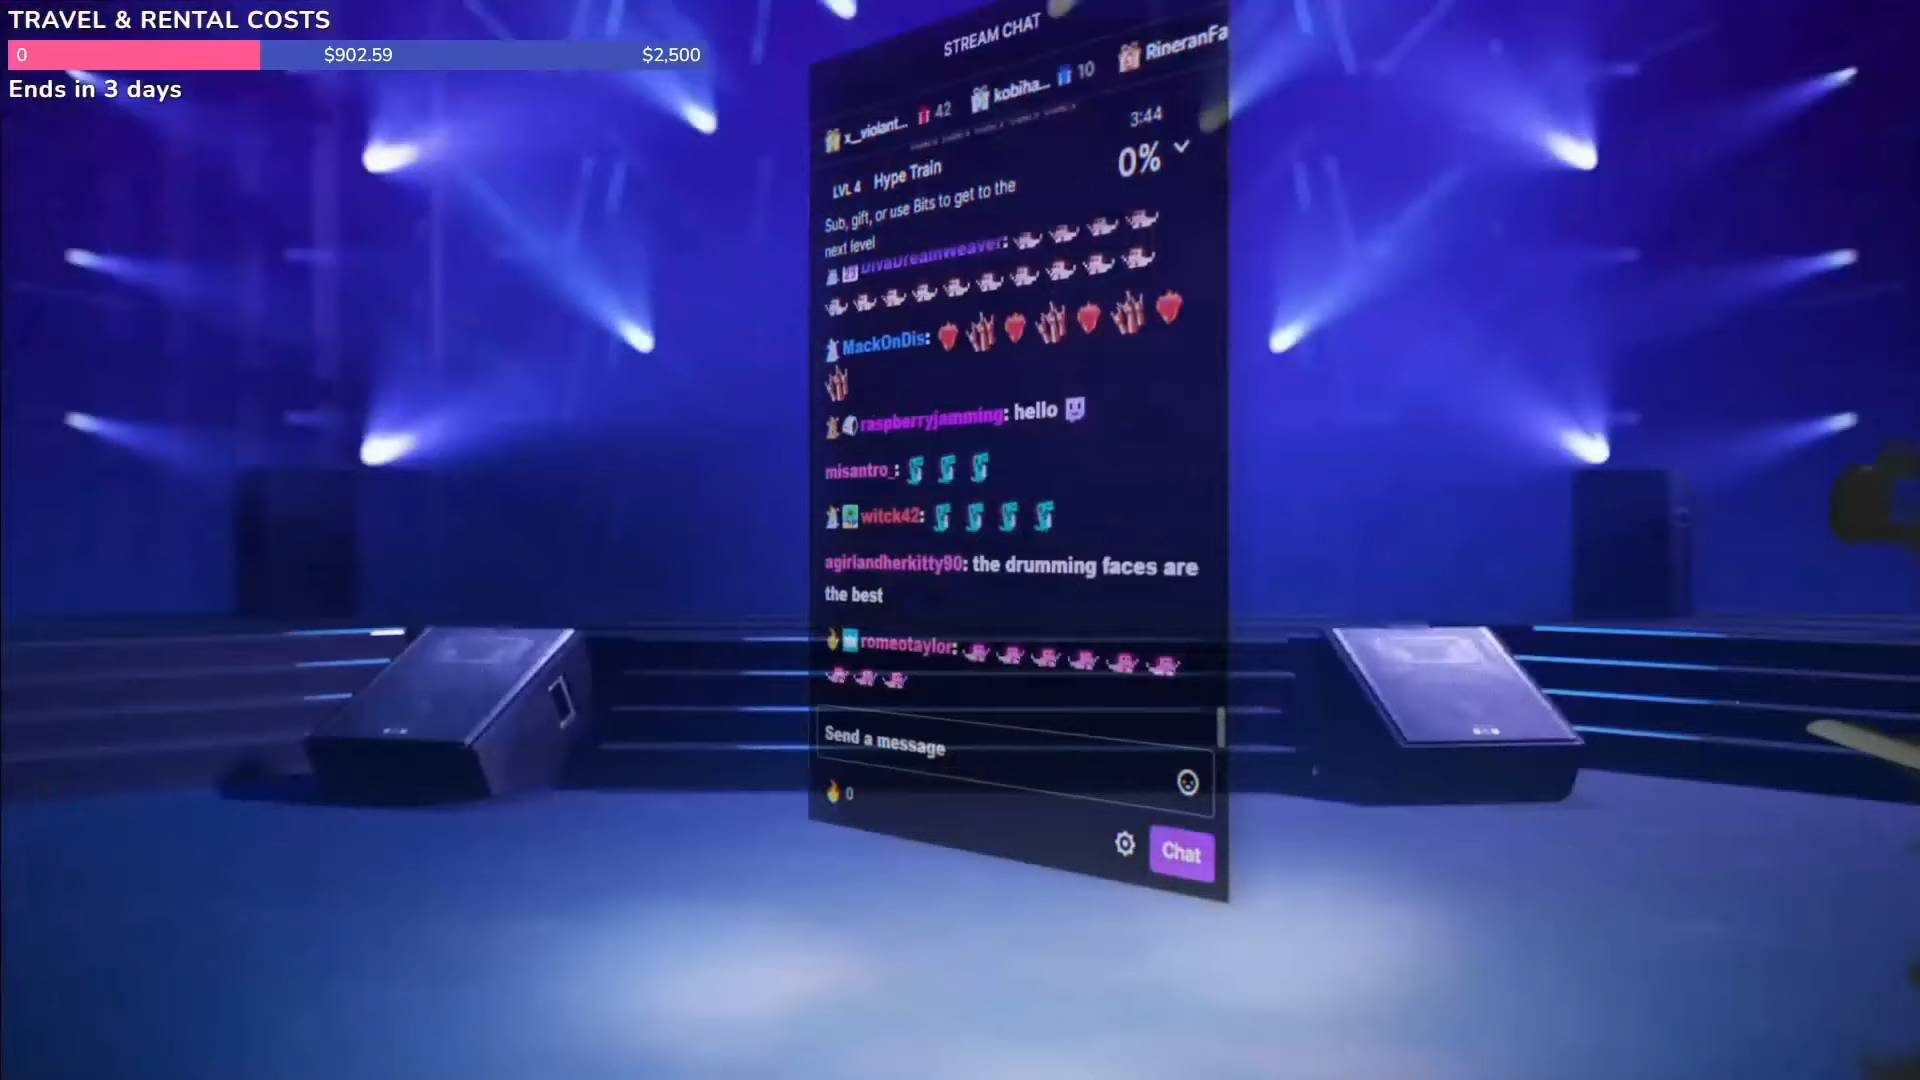 TRAVEL & RENTAL COSTS
0 $902.59 $2,500
Ends in 3 days
STREAM CHAT
x_violant... 42 kobiha... 10 RineranFa
3:44
LVL 4 Hype Train 0%
Sub, gift, or use Bits to get to the
next level
DivaDreamweaver:
MackOnDis:
raspberryjamming: hello
misantro_:
witck42:
agirlandherkitty90: the drumming faces are
the best
romeotaylor:
Send a message
0
Chat